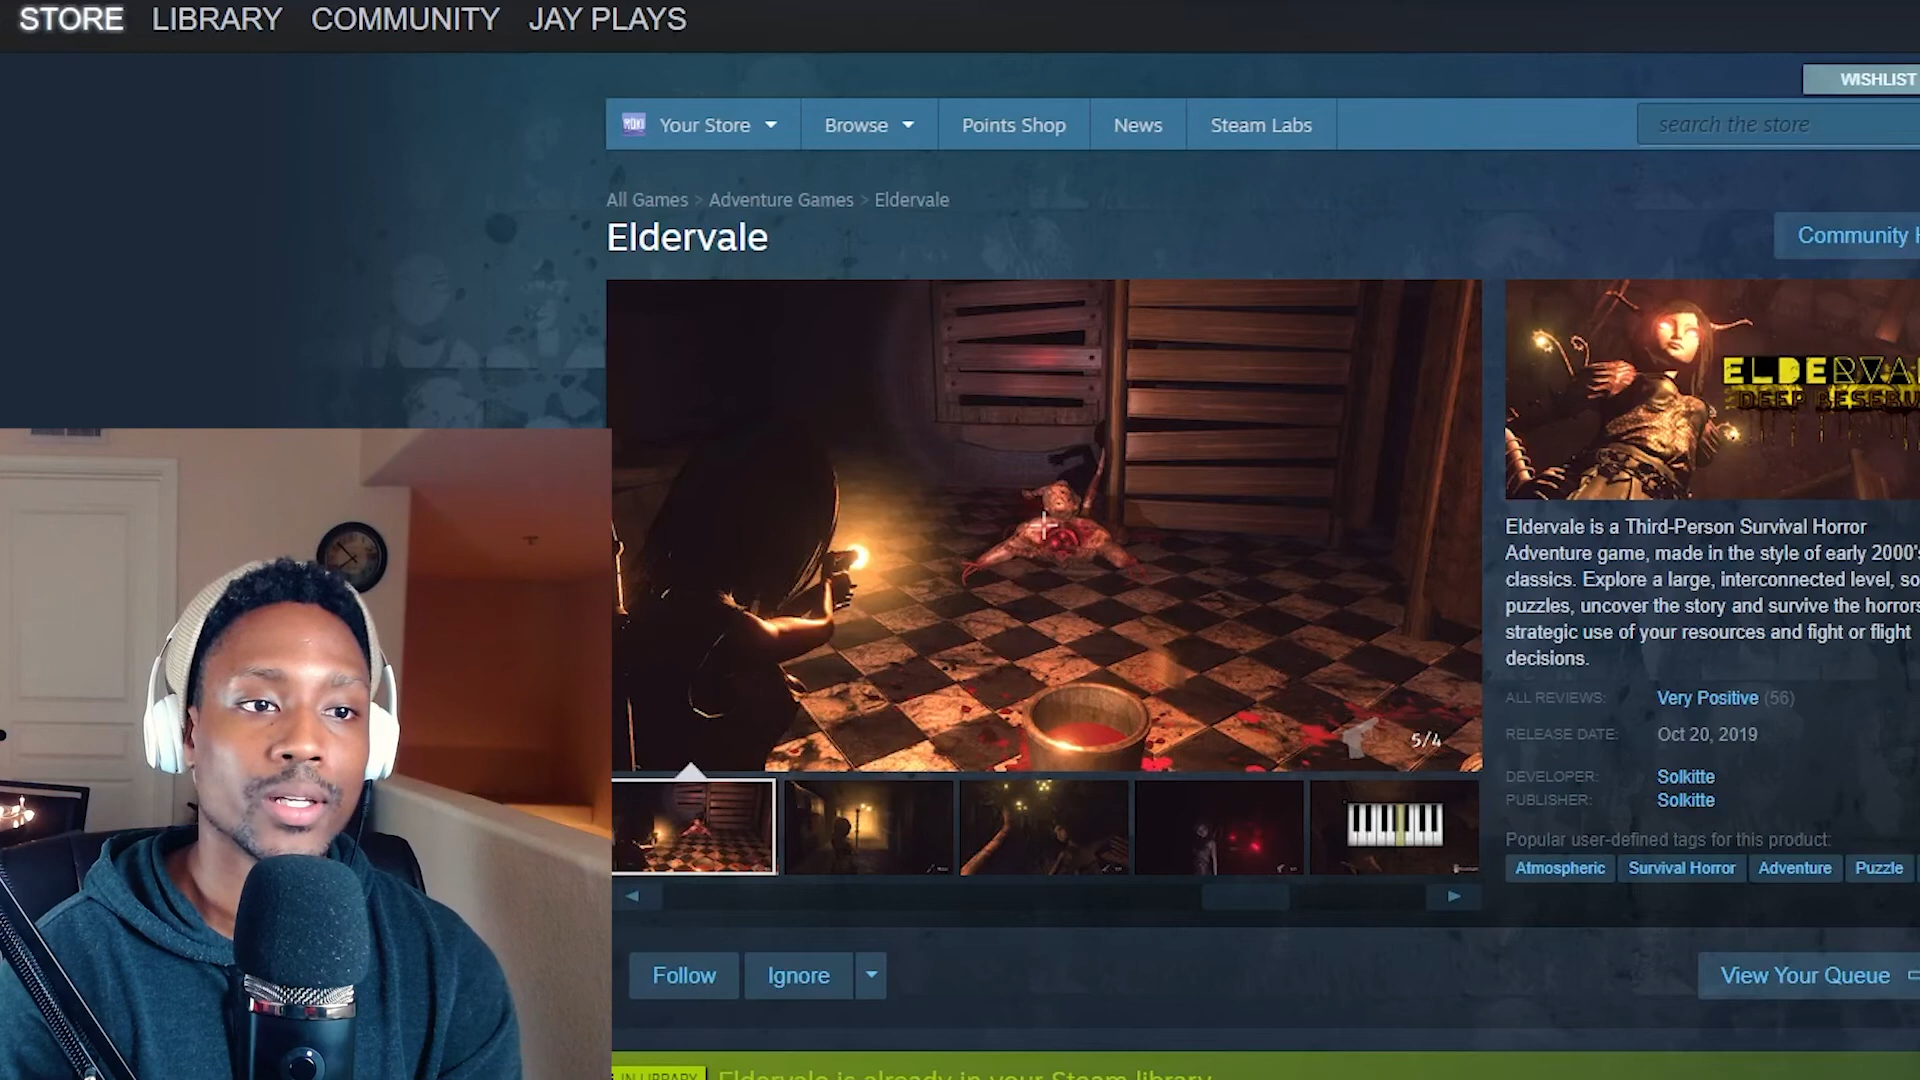 STORE LIBRARY COMMUNITY JAY PLAYS
WISHLIST
Your Store Browse Points Shop News Steam Labs
search the store
All Games > Adventure Games > Eldervale
Eldervale
Community
ELDERVA
DEEP
Eldervale is a Third-Person Survival Horror
Adventure game, made in the style of early 2000's
classics. Explore a large, interconnected level, so
puzzles, uncover the story and survive the horrors
strategic use of your resources and fight or flight
decisions.
5/4
ALL REVIEWS: Very Positive (56)
RELEASE DATE: Oct 20, 2019
DEVELOPER: Solkitte
PUBLISHER: Solkitte
Popular user-defined tags for this product:
Atmospheric Survival Horror Adventure Puzzle
Follow Ignore
View Your Queue
IN LIBRARY Eldervale is already in your Steam library